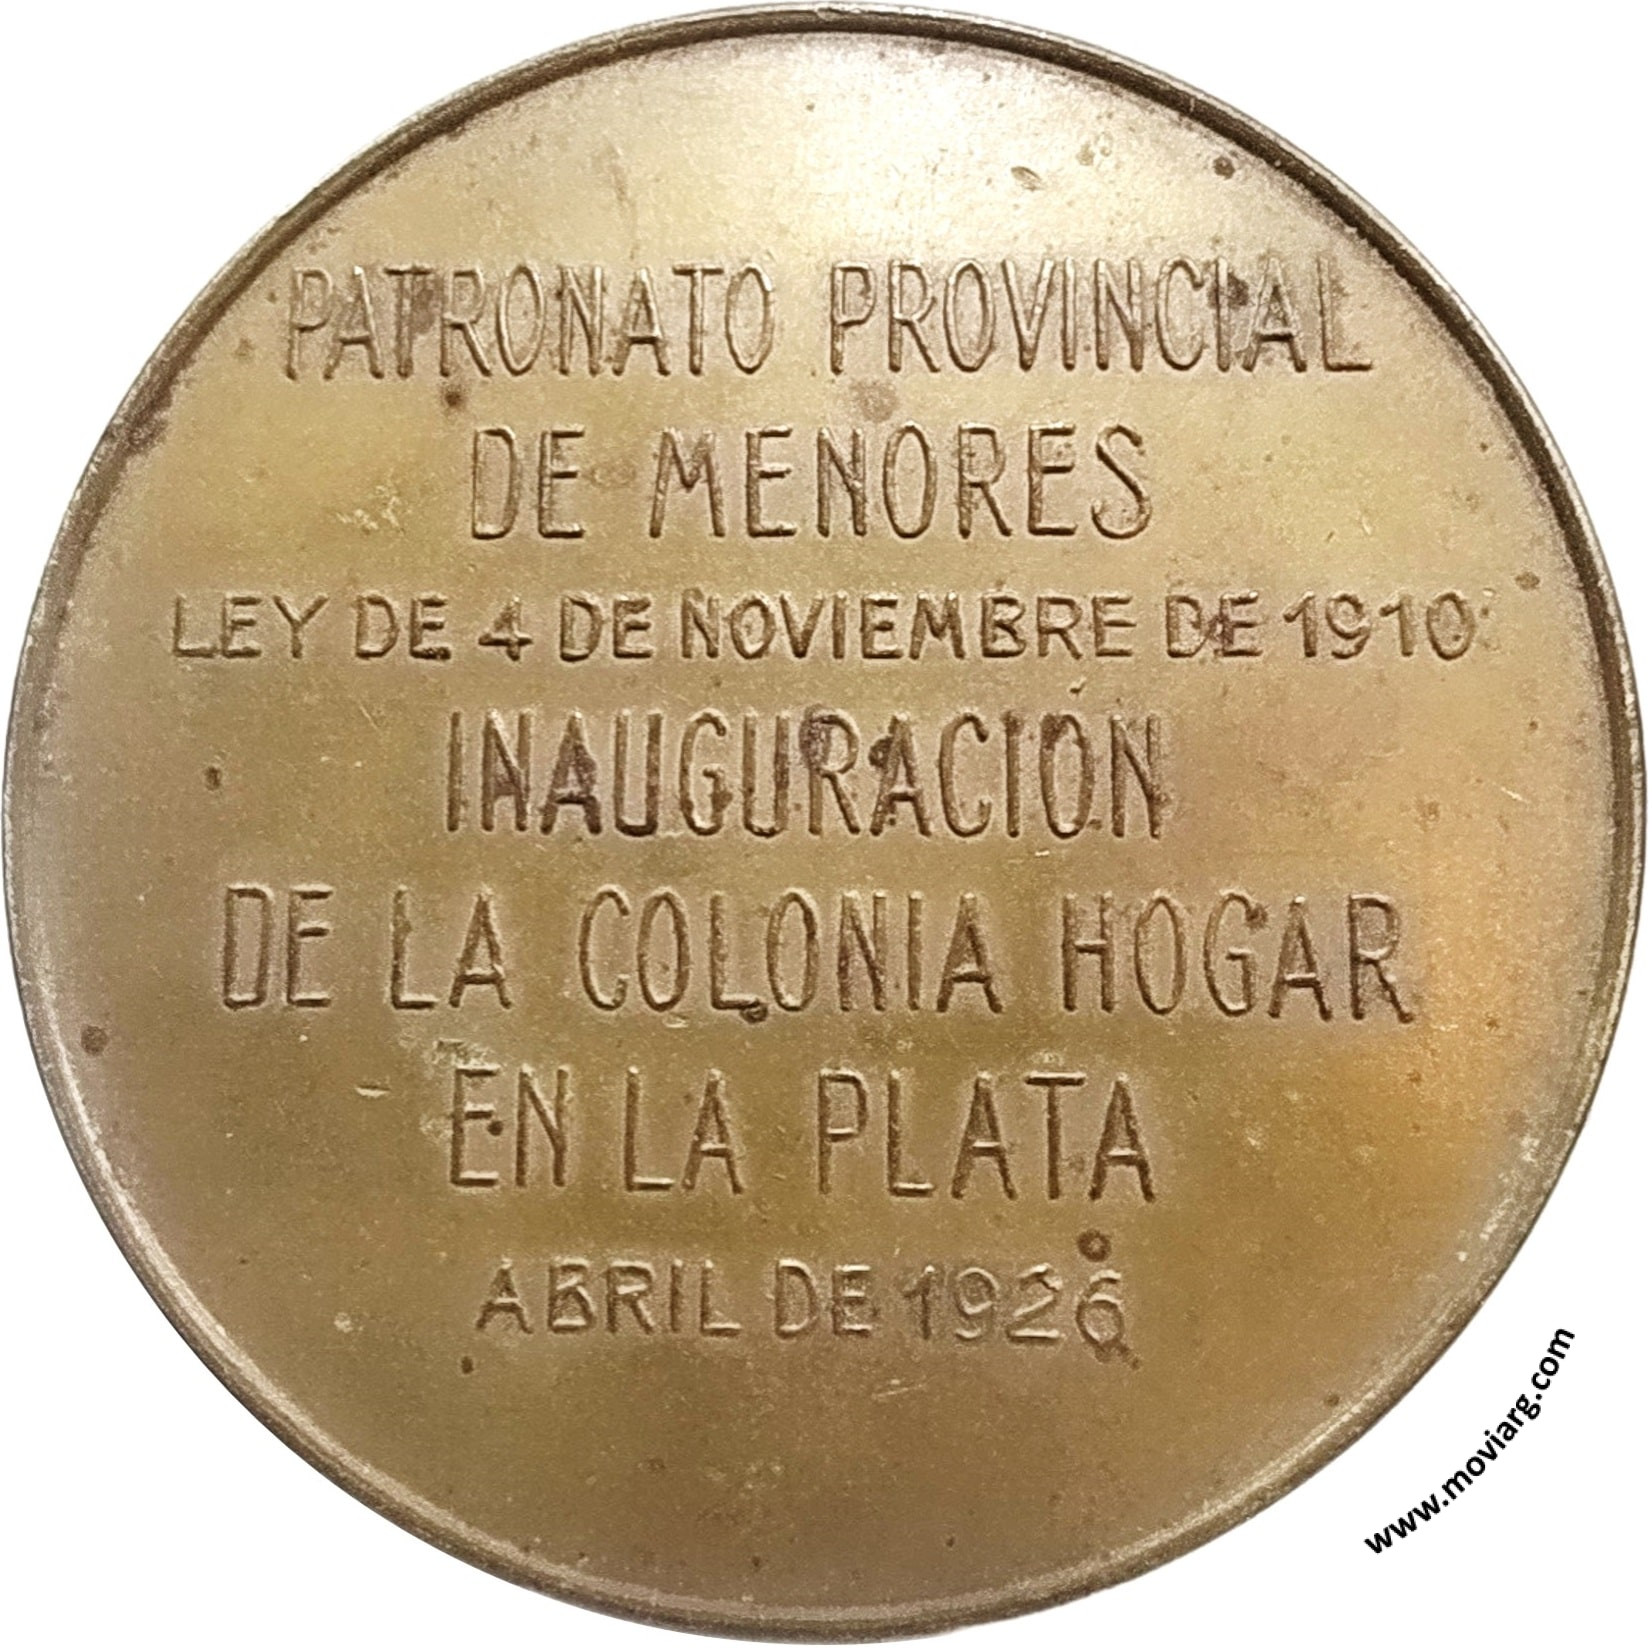 PATRONATO PROVINCIAL
DE MENORES
LEY DE 4 DE NOVIEMBRE DE 1910
INAUGURACION
DE LA COLONIA HOGAR
EN LA PLATA
ABRIL DE 1926
www.moviarg.com